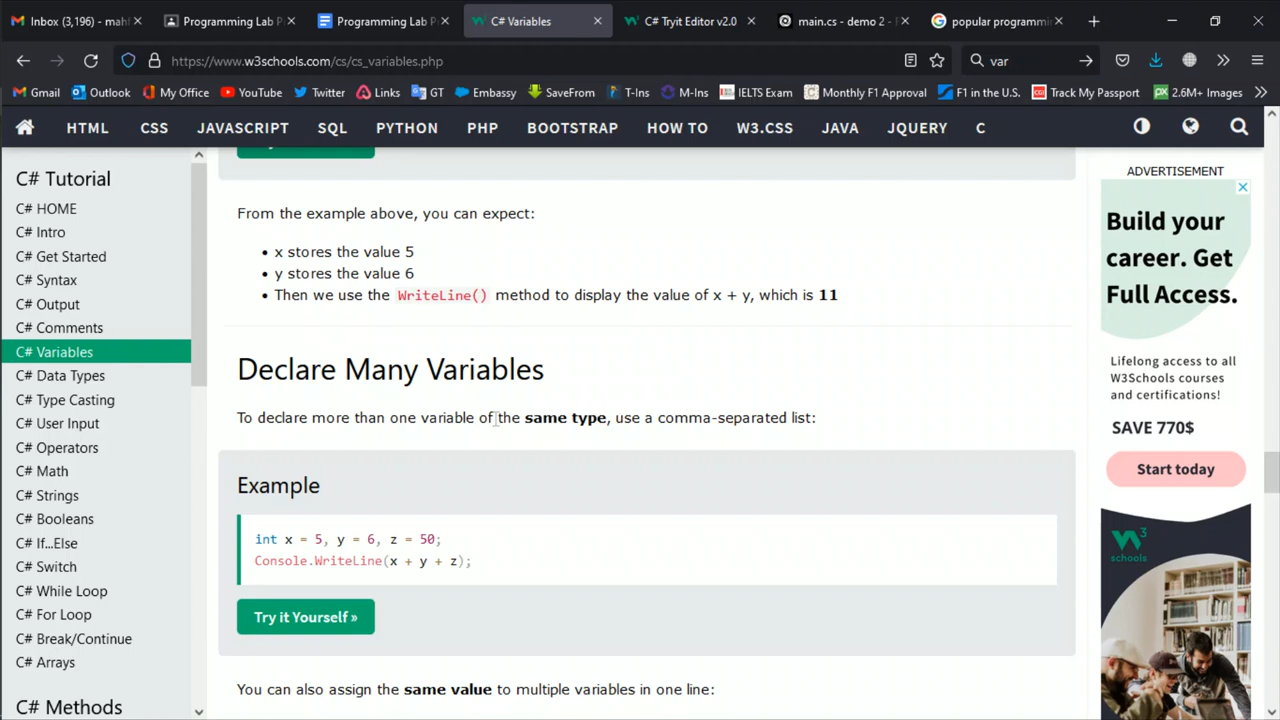 Inbox (3,196) - mahf
Programming Lab P
Programming Lab P
C# Variables
C# Tryit Editor v2.0
main.cs - demo 2 -
popular programmin
https://www.w3schools.com/cs/cs_variables.php
var
Gmail
Outlook
My Office
YouTube
Twitter
Links
GT
Embassy
SaveFrom
T-Ins
M-Ins
IELTS Exam
Monthly F1 Approval
F1 in the U.S.
Track My Passport
2.6M+ Images
HTML
CSS
JAVASCRIPT
SQL
PYTHON
PHP
BOOTSTRAP
HOW TO
W3.CSS
JAVA
JQUERY
C
C# Tutorial
C# HOME
C# Intro
C# Get Started
C# Syntax
C# Output
C# Comments
C# Variables
C# Data Types
C# Type Casting
C# User Input
C# Operators
C# Math
C# Strings
C# Booleans
C# If...Else
C# Switch
C# While Loop
C# For Loop
C# Break/Continue
C# Arrays
C# Methods
From the example above, you can expect:
• x stores the value 5
• y stores the value 6
• Then we use the WriteLine() method to display the value of x + y, which is 11
Declare Many Variables
To declare more than one variable of the same type, use a comma-separated list:
Example
int x = 5, y = 6, z = 50;
Console.WriteLine(x + y + z);
Try it Yourself »
You can also assign the same value to multiple variables in one line:
ADVERTISEMENT
Build your
career. Get
Full Access.
Lifelong access to all
W3Schools courses
and certifications!
SAVE 770$
Start today
W3
schools